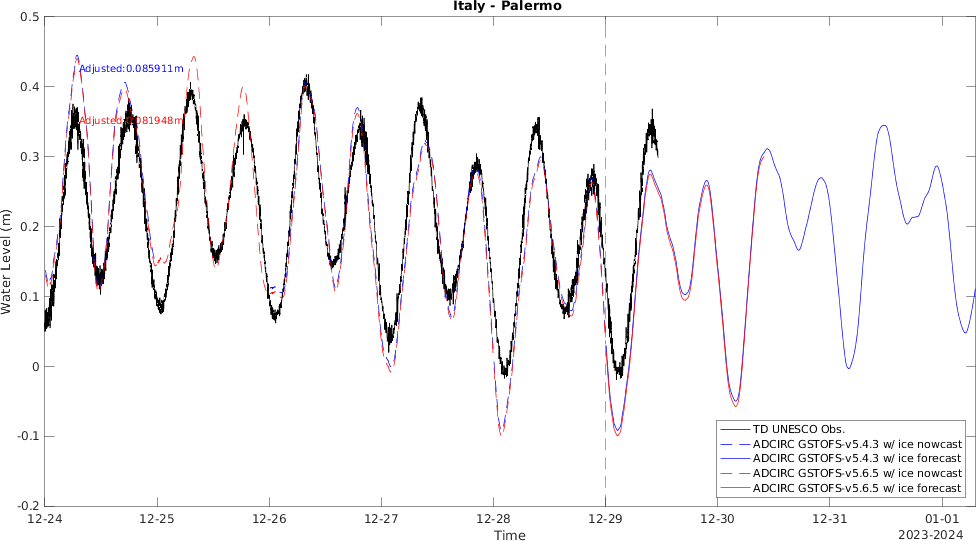 Italy - Palermo
Water Level (m)
0.5
0.4
0.3
0.2
0.1
0
-0.1
-0.2
Adjusted:0.085911m
Adjusted:0.081948m
TD UNESCO Obs.
ADCIRC GSTOFS-v5.4.3 w/ ice nowcast
ADCIRC GSTOFS-v5.4.3 w/ ice forecast
ADCIRC GSTOFS-v5.6.5 w/ ice nowcast
ADCIRC GSTOFS-v5.6.5 w/ ice forecast
12-24 12-25 12-26 12-27 12-28 12-29 12-30 12-31 01-01
Time
2023-2024